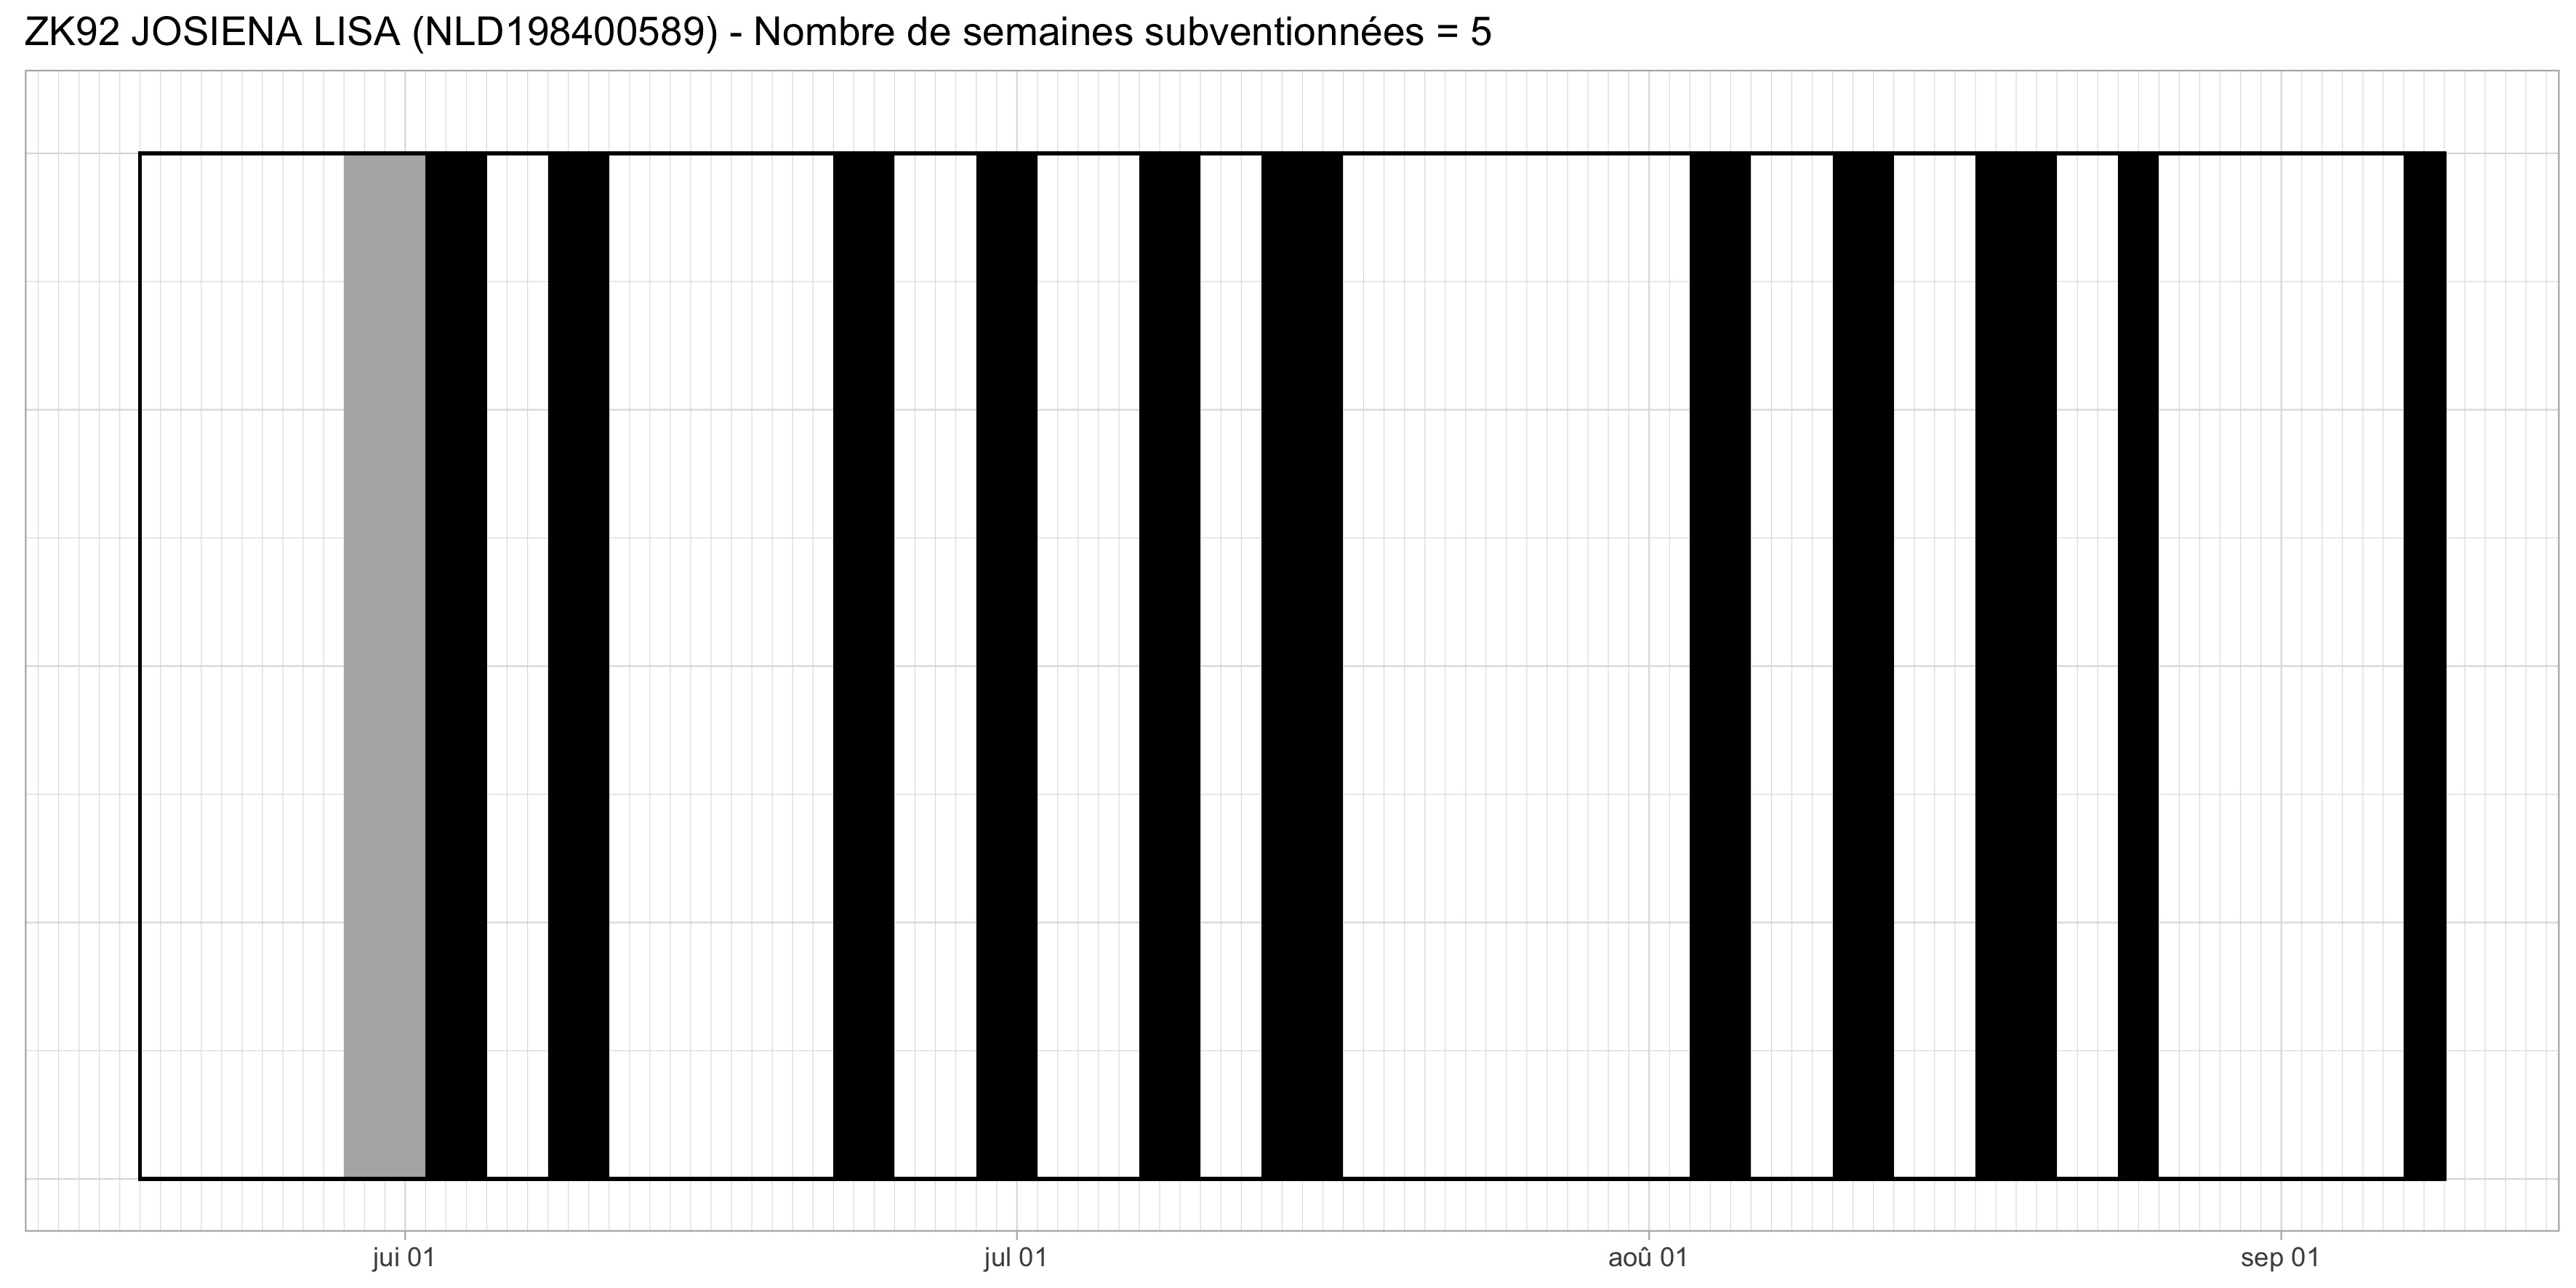 ZK92 JOSIENA LISA (NLD198400589) - Nombre de semaines subventionnées = 5
jui 01 jul 01 aoû 01 sep 01